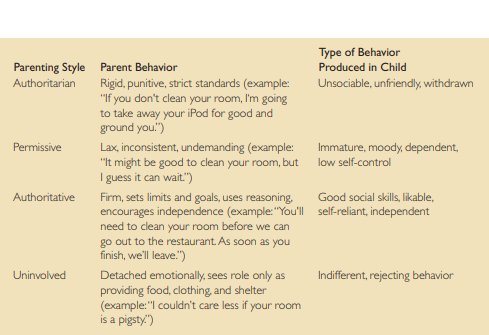 Type of Behavior
Parenting Style Parent Behavior Produced in Child
Authoritarian Rigid, punitive, strict standards (example: Unsociable, unfriendly, withdrawn
“If you don't clean your room, I'm going
to take away your iPod for good and
ground you.”)
Permissive Lax, inconsistent, undemanding (example: Immature, moody, dependent,
“It might be good to clean your room, but low self-control
I guess it can wait.”)
Authoritative Firm, sets limits and goals, uses reasoning, Good social skills, likable,
encourages independence (example: “You'll self-reliant, independent
need to clean your room before we can
go out to the restaurant. As soon as you
finish, we'll leave.”)
Uninvolved Detached emotionally, sees role only as Indifferent, rejecting behavior
providing food, clothing, and shelter
(example: “I couldn't care less if your room
is a pigsty.”)